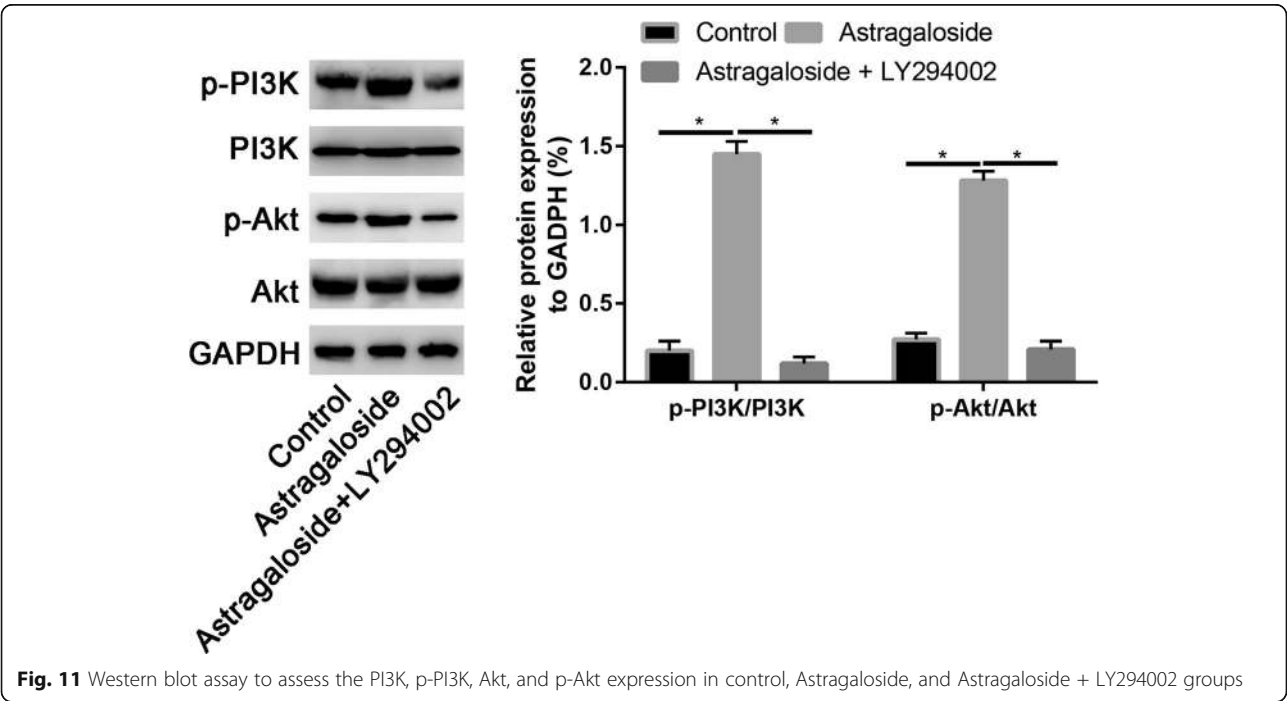 p-PI3K
PI3K
p-Akt
Akt
GAPDH
Control
Astragaloside
Astragaloside+LY294002
Control Astragaloside
Astragaloside + LY294002
Relative protein expression
to GADPH (%)
2.0
1.5
1.0
0.5
0.0
* *
* *
p-PI3K/PI3K p-Akt/Akt
Fig. 11 Western blot assay to assess the PI3K, p-PI3K, Akt, and p-Akt expression in control, Astragaloside, and Astragaloside + LY294002 groups